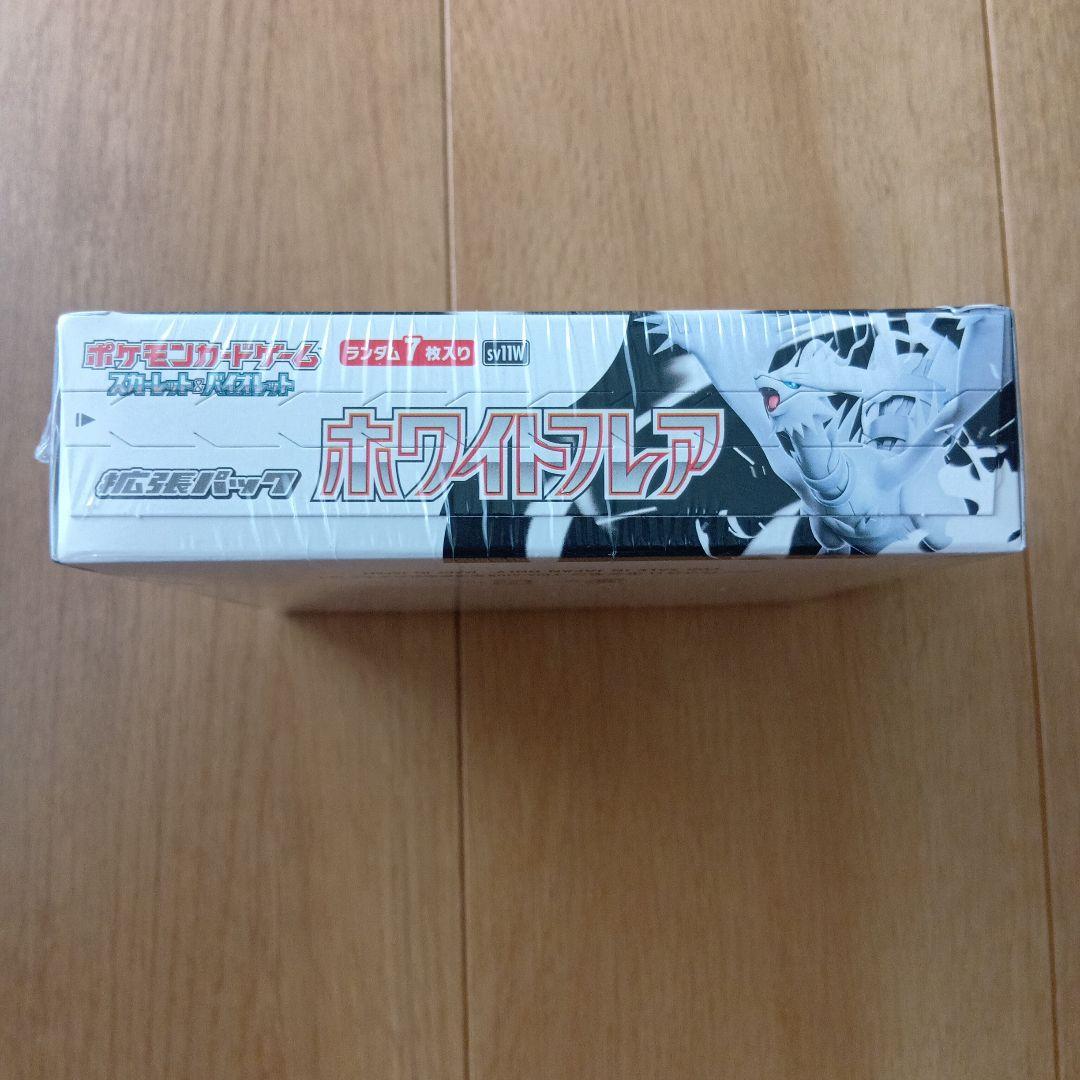 ポケモンカードゲーム
スカーレット&バイオレット
ランダム7枚入り
sv11W
拡張パック
ホワイトフレア